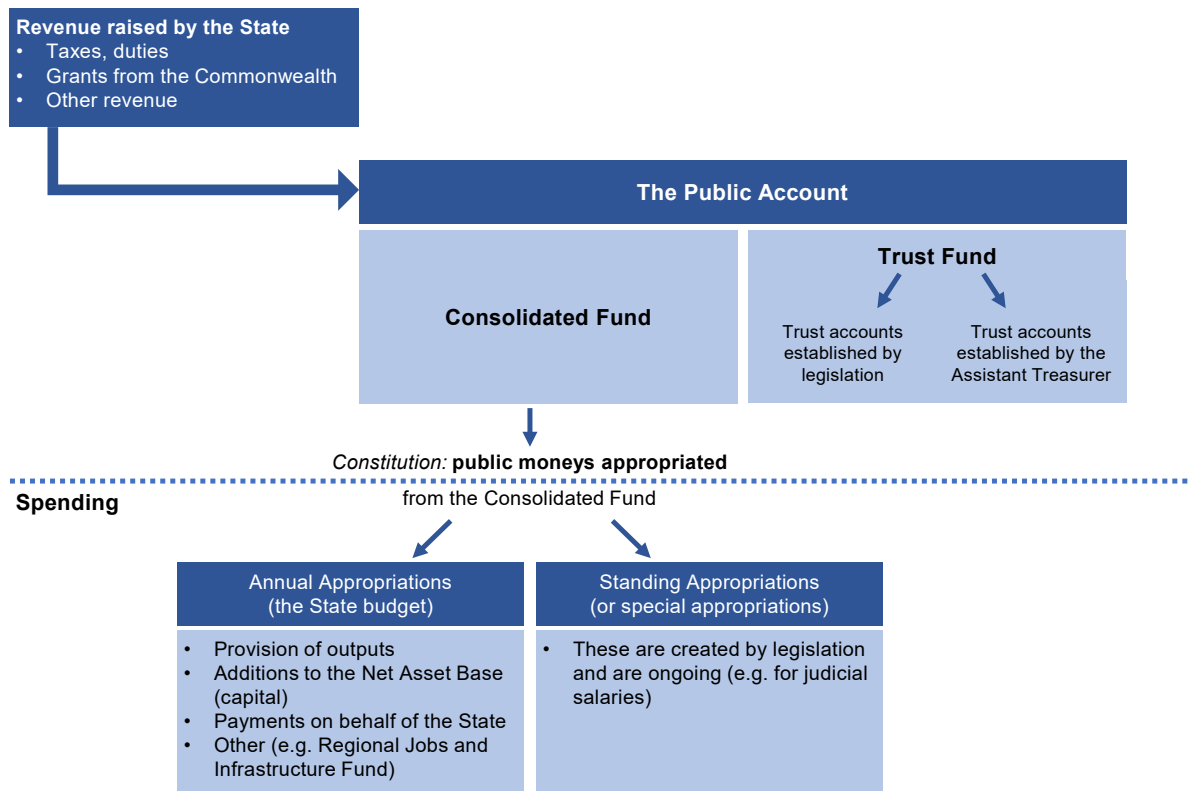 Revenue raised by the State
• Taxes, duties
• Grants from the Commonwealth
• Other revenue
The Public Account
Consolidated Fund
Trust Fund
Trust accounts
established by
legislation
Trust accounts
established by the
Assistant Treasurer
Constitution: public moneys appropriated
Spending
from the Consolidated Fund
Annual Appropriations
(the State budget)
• Provision of outputs
• Additions to the Net Asset Base
(capital)
• Payments on behalf of the State
• Other (e.g. Regional Jobs and
Infrastructure Fund)
Standing Appropriations
(or special appropriations)
• These are created by legislation
and are ongoing (e.g. for judicial
salaries)